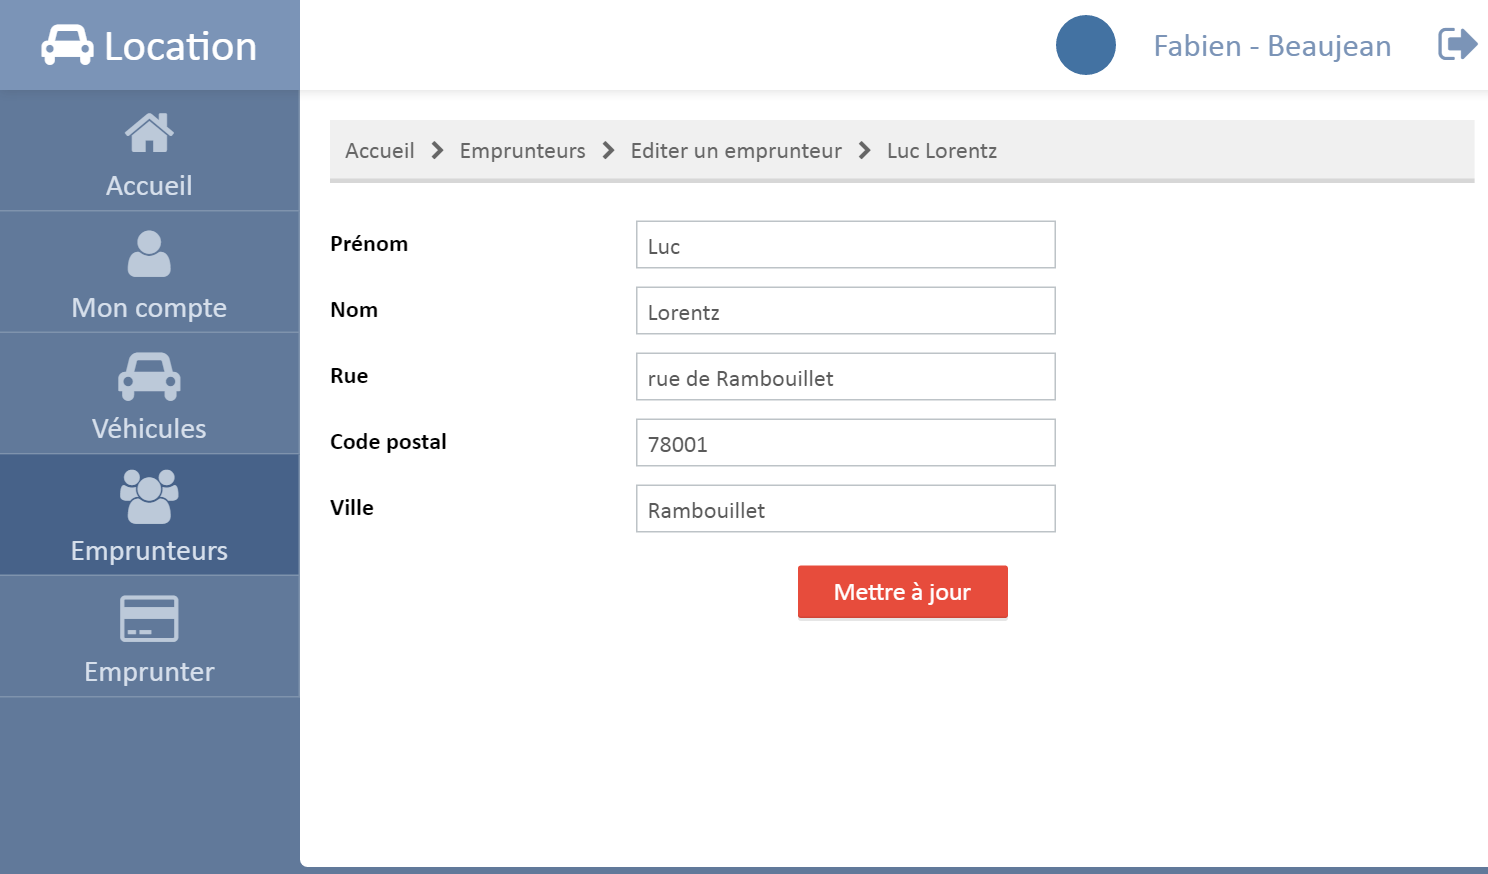 Location
Fabien - Beaujean
Accueil
Mon compte
Véhicules
Emprunteurs
Emprunter
Accueil Emprunteurs Editer un emprunteur Luc Lorentz
Prénom Luc
Nom Lorentz
Rue rue de Rambouillet
Code postal 78001
Ville Rambouillet
Mettre à jour